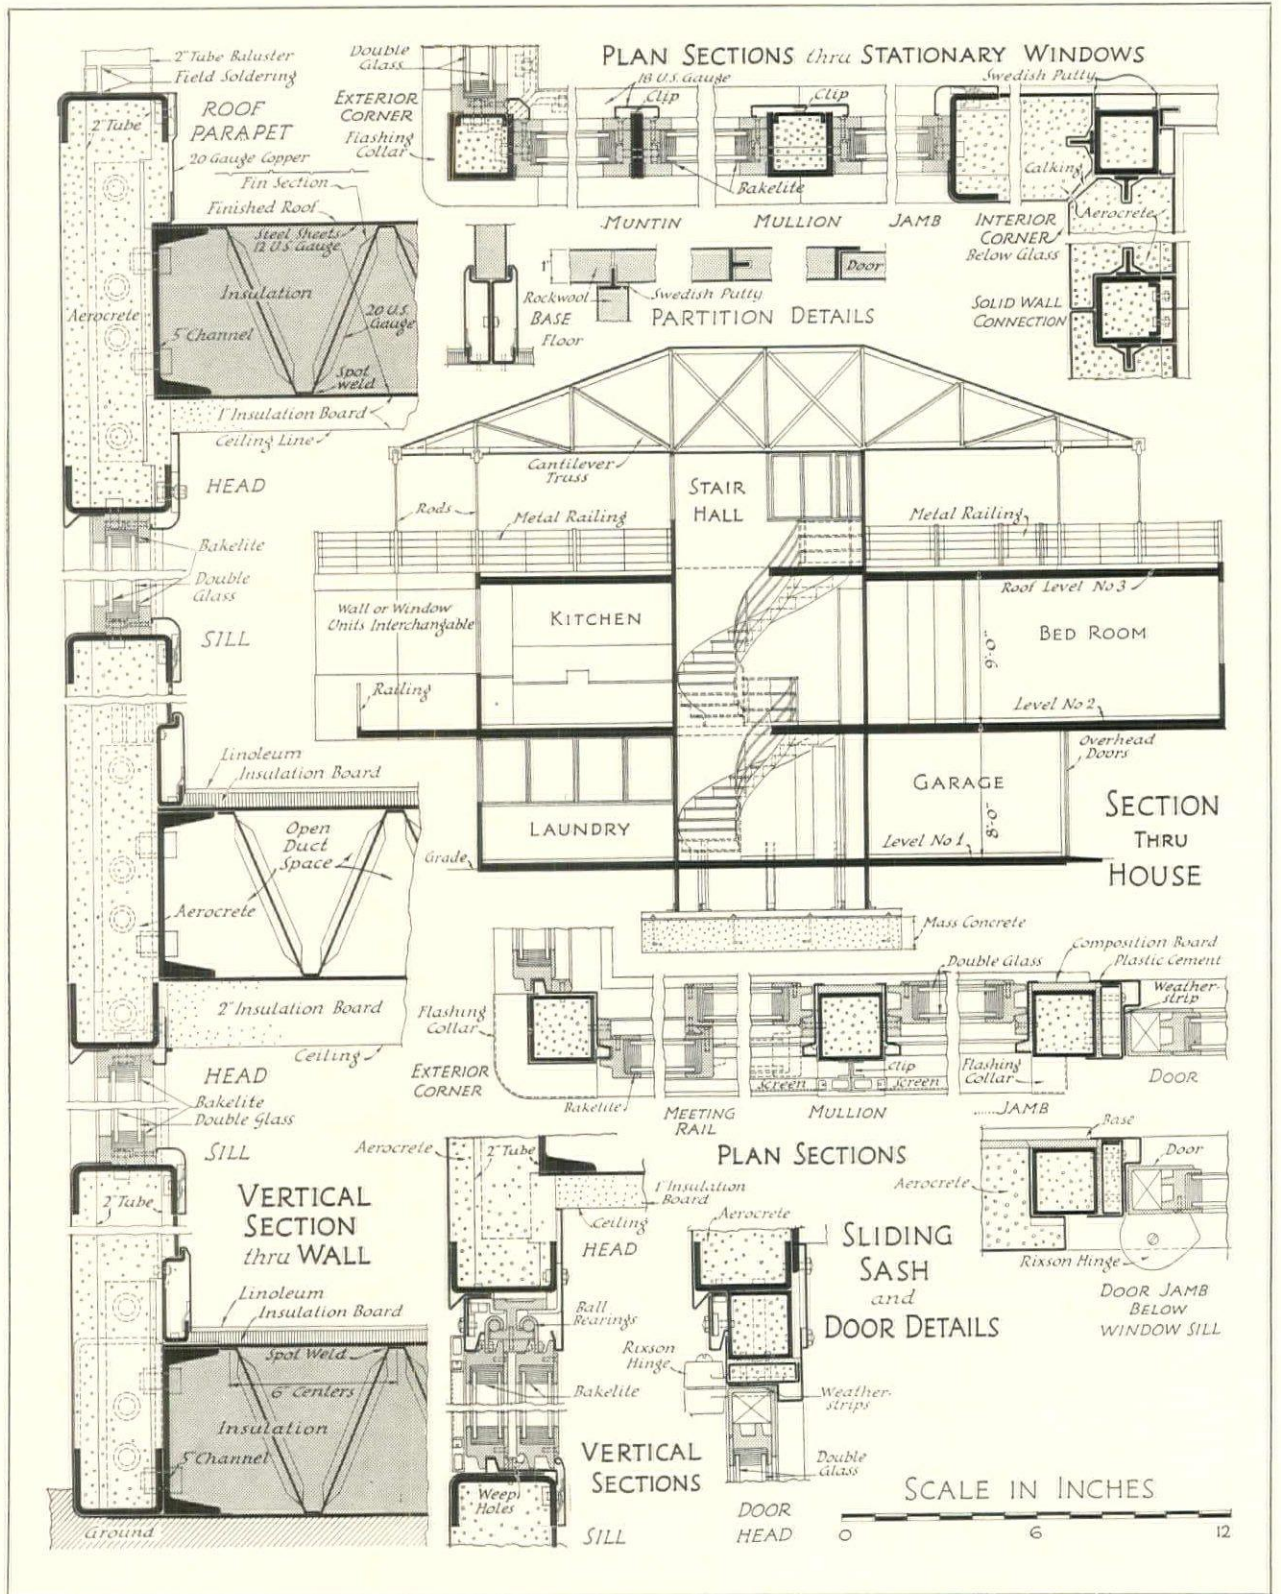 PLAN SECTIONS thru STATIONARY WINDOWS
2" Tube Baluster
Field Soldering
2" Tube
ROOF
PARAPET
20 Gauge Copper
Fin Section
Finished Roof
Steel Sheets
12 U.S. Gauge
Insulation
Aerocrete
5" Channel
20 U.S.
Gauge
Spot
weld
1" Insulation Board
Ceiling Line
HEAD
Bakelite
Double
Glass
SILL
Linoleum
Insulation Board
Open
Duct
Space
Aerocrete
2" Insulation Board
Ceiling
HEAD
Bakelite
Double Glass
SILL
2" Tube
VERTICAL
SECTION
thru WALL
Linoleum
Insulation Board
Spot Weld
6" Centers
Insulation
5" Channel
Ground
Double
Glass
EXTERIOR
CORNER
Flashing
Collar
18 U.S. Gauge
Clip
Clip
Bakelite
Swedish Putty
Calking
Aerocrete
MUNTIN
MULLION
JAMB
INTERIOR
CORNER
Below Glass
SOLID WALL
CONNECTION
1"
Rockwool
BASE
Floor
Swedish Putty
Door
PARTITION DETAILS
Cantilever
Truss
STAIR
HALL
Rods
Metal Railing
Metal Railing
Roof Level No 3
Wall or Window
Units Interchangable
KITCHEN
BED ROOM
9'-0"
Railing
Level No 2
Overhead
Doors
GARAGE
8'-0"
LAUNDRY
Level No 1
Grade
SECTION
THRU
HOUSE
Mass Concrete
Double Glass
Composition Board
Plastic Cement
Weather-
strip
Flashing
Collar
EXTERIOR
CORNER
Bakelite
MEETING
RAIL
Screen
Clip
Screen
MULLION
Flashing
Collar
JAMB
DOOR
PLAN SECTIONS
Aerocrete
2" Tube
1" Insulation
Board
Ceiling
HEAD
Ball
Bearings
Bakelite
VERTICAL
SECTIONS
Weep
Holes
SILL
Aerocrete
SLIDING
SASH
and
DOOR DETAILS
Rixson
Hinge
Weather-
strips
Double
Glass
DOOR
HEAD
Base
Door
Aerocrete
Rixson Hinge
DOOR JAMB
BELOW
WINDOW SILL
SCALE IN INCHES
0 6 12